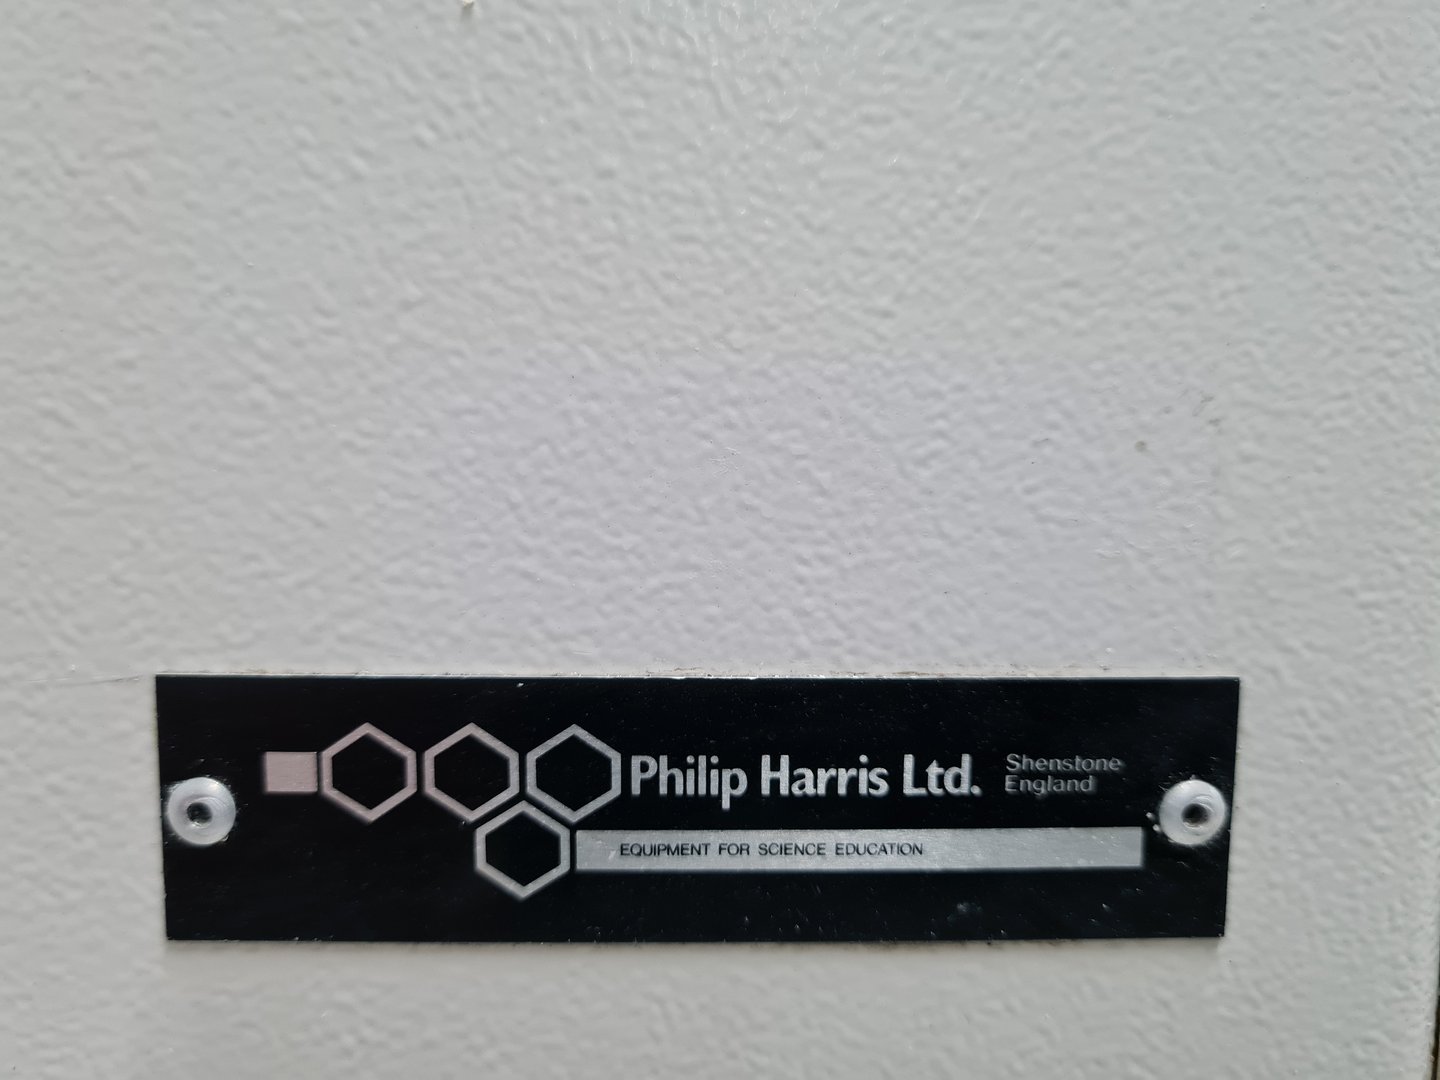 Philip Harris Ltd.
Shenstone
England
EQUIPMENT FOR SCIENCE EDUCATION